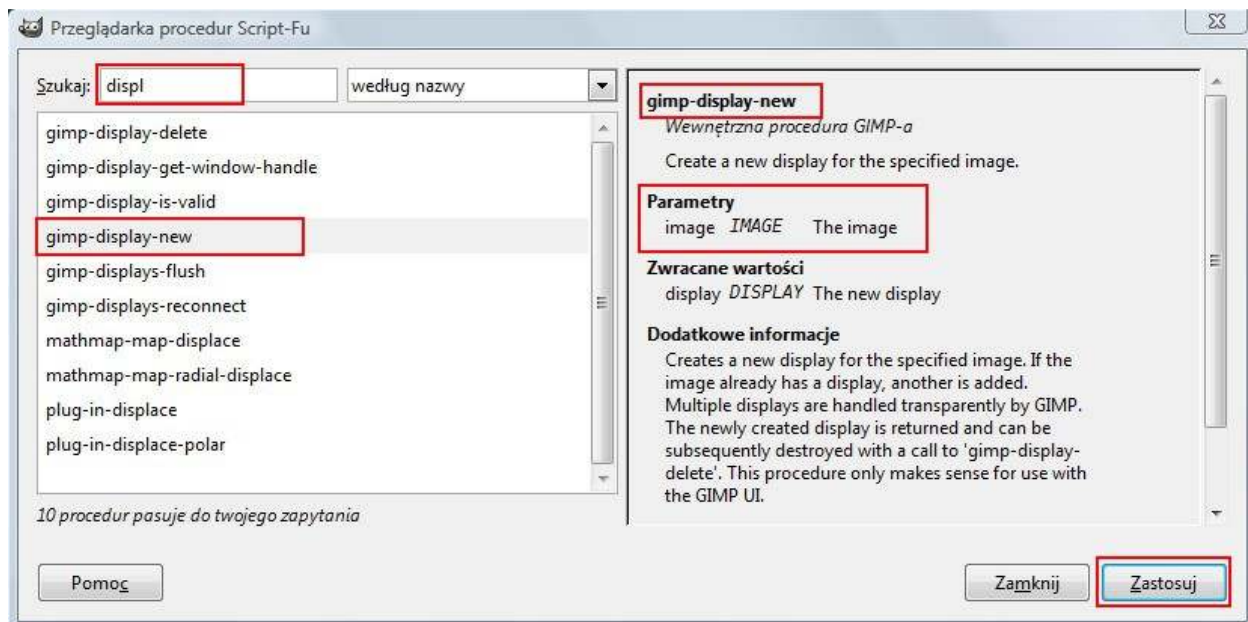 Przeglądarka procedur Script-Fu
Szukaj: displ
według nazwy
gimp-display-delete
gimp-display-get-window-handle
gimp-display-is-valid
gimp-display-new
gimp-displays-flush
gimp-displays-reconnect
mathmap-map-displace
mathmap-map-radial-displace
plug-in-displace
plug-in-displace-polar
10 procedur pasuje do twojego zapytania
gimp-display-new
Wewnętrzna procedura GIMP-a
Create a new display for the specified image.
Parametry
image IMAGE The image
Zwracane wartości
display DISPLAY The new display
Dodatkowe informacje
Creates a new display for the specified image. If the
image already has a display, another is added.
Multiple displays are handled transparently by GIMP.
The newly created display is returned and can be
subsequently destroyed with a call to 'gimp-display-
delete'. This procedure only makes sense for use with
the GIMP UI.
Pomoc
Zamknij
Zastosuj